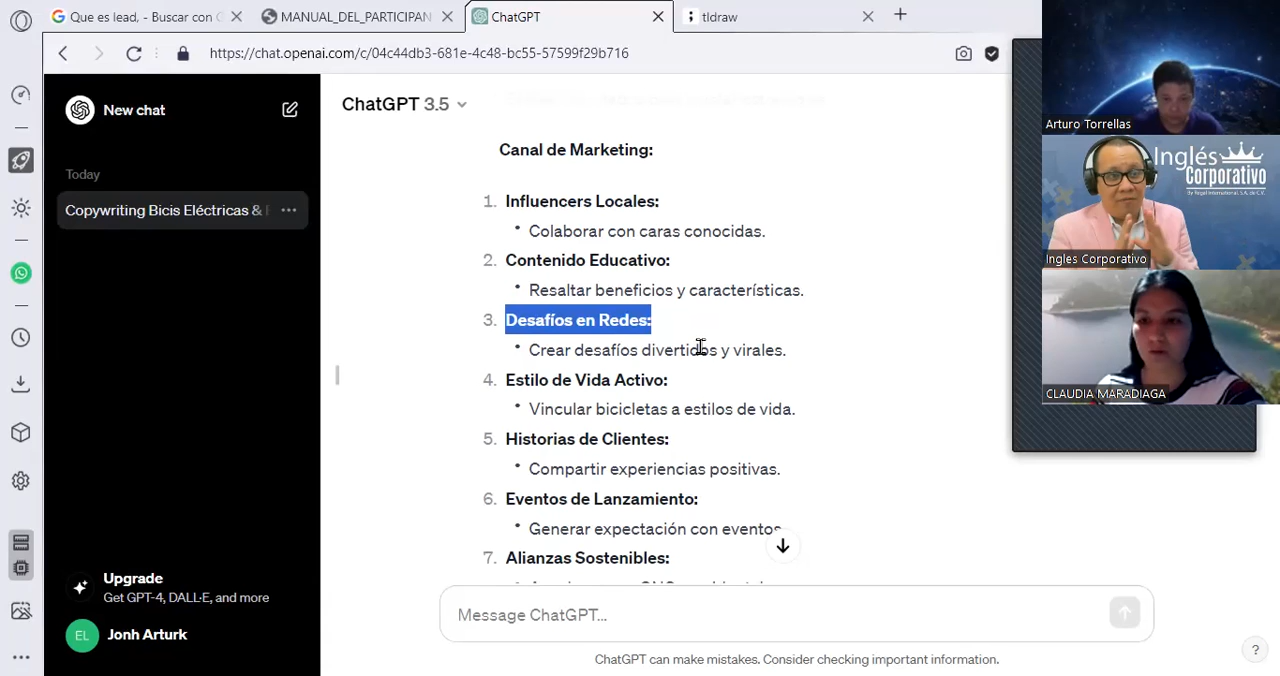 Que es lead, - Buscar con G
MANUAL_DEL_PARTICIPAN
ChatGPT
tldraw
https://chat.openai.com/c/04c44db3-681e-4c48-bc55-57599f29b716
New chat
Today
Copywriting Bicis Eléctricas &
Upgrade
Get GPT-4, DALL·E, and more
EL
Jonh Arturk
ChatGPT 3.5
Canal de Marketing:
1. Influencers Locales:
• Colaborar con caras conocidas.
2. Contenido Educativo:
• Resaltar beneficios y características.
3. Desafíos en Redes:
• Crear desafíos divertidos y virales.
4. Estilo de Vida Activo:
• Vincular bicicletas a estilos de vida.
5. Historias de Clientes:
• Compartir experiencias positivas.
6. Eventos de Lanzamiento:
• Generar expectación con eventos.
7. Alianzas Sostenibles:
Message ChatGPT...
ChatGPT can make mistakes. Consider checking important information.
?
Arturo Torrellas
Inglés
Corporativo
By Regal International, S.A. de C.V.
Ingles Corporativo
CLAUDIA MARADIAGA